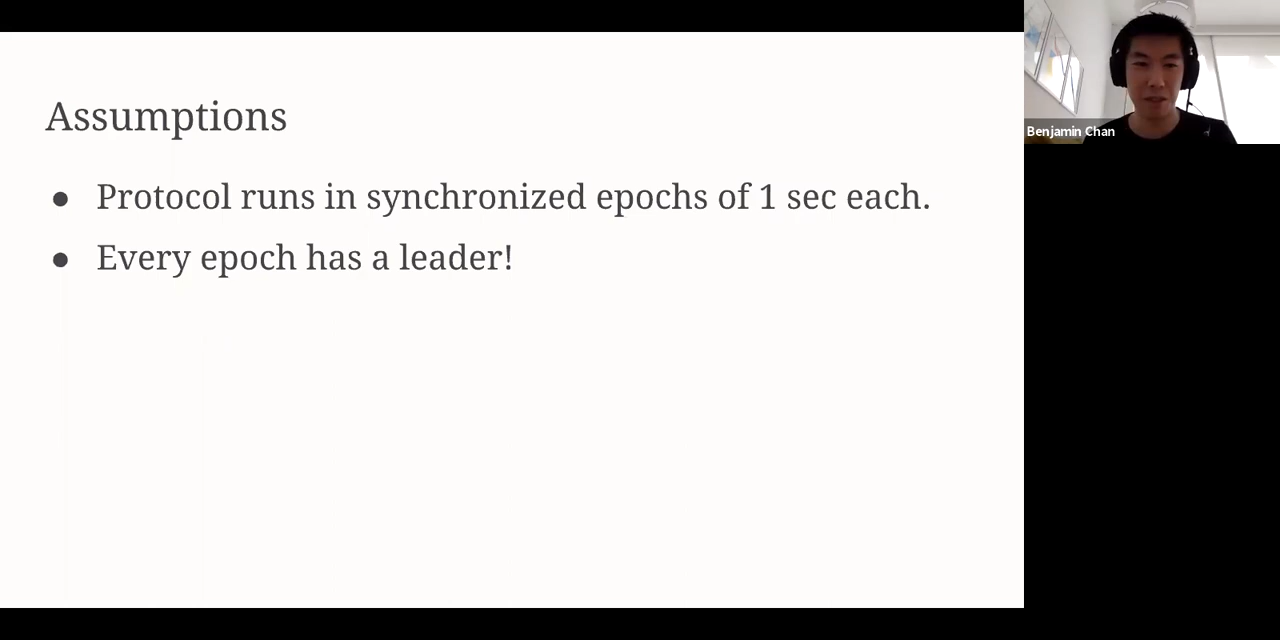 Assumptions
● Protocol runs in synchronized epochs of 1 sec each.
● Every epoch has a leader!
Benjamin Chan